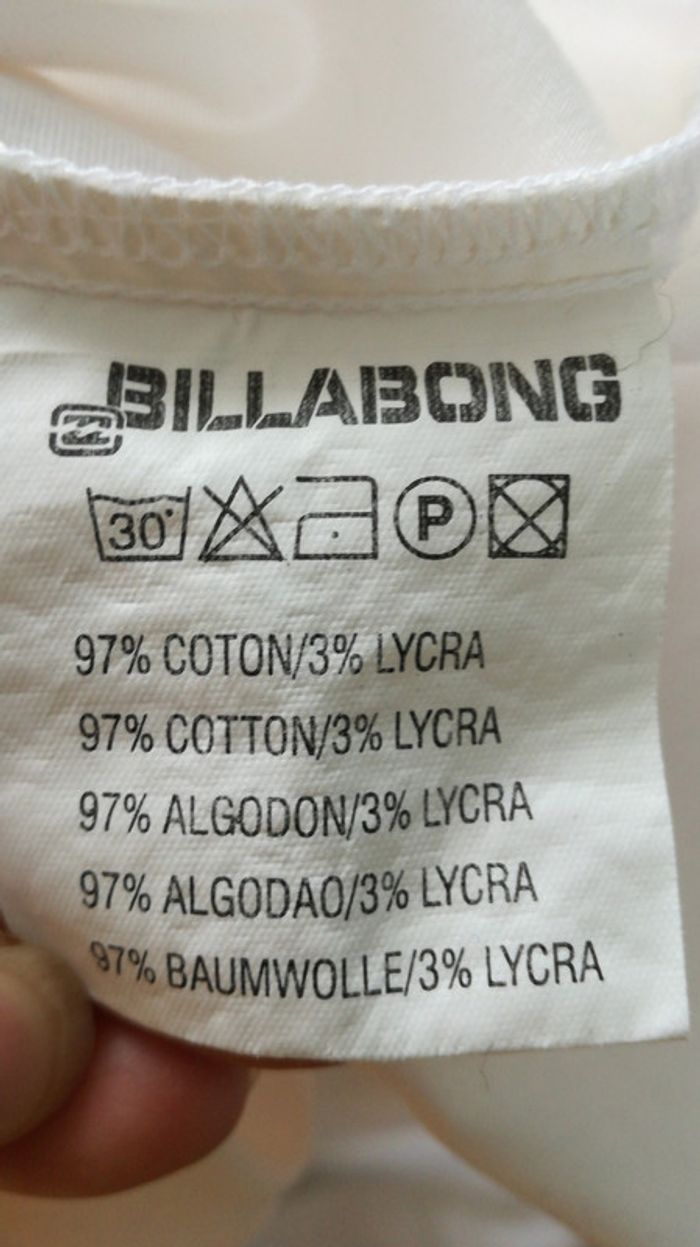 BILLABONG
30° P
97% COTON/3% LYCRA
97% COTTON/3% LYCRA
97% ALGODON/3% LYCRA
97% ALGODAO/3% LYCRA
97% BAUMWOLLE/3% LYCRA